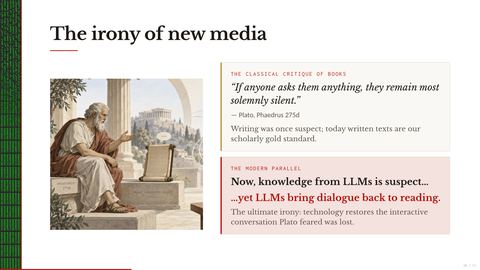 The irony of new media
THE CLASSICAL CRITIQUE OF BOOKS
“If anyone asks them anything, they remain most
solemnly silent.”
— Plato, Phaedrus 275d
Writing was once suspect; today written texts are our
scholarly gold standard.
THE MODERN PARALLEL
Now, knowledge from LLMs is suspect…
…yet LLMs bring dialogue back to reading.
The ultimate irony: technology restores the interactive
conversation Plato feared was lost.